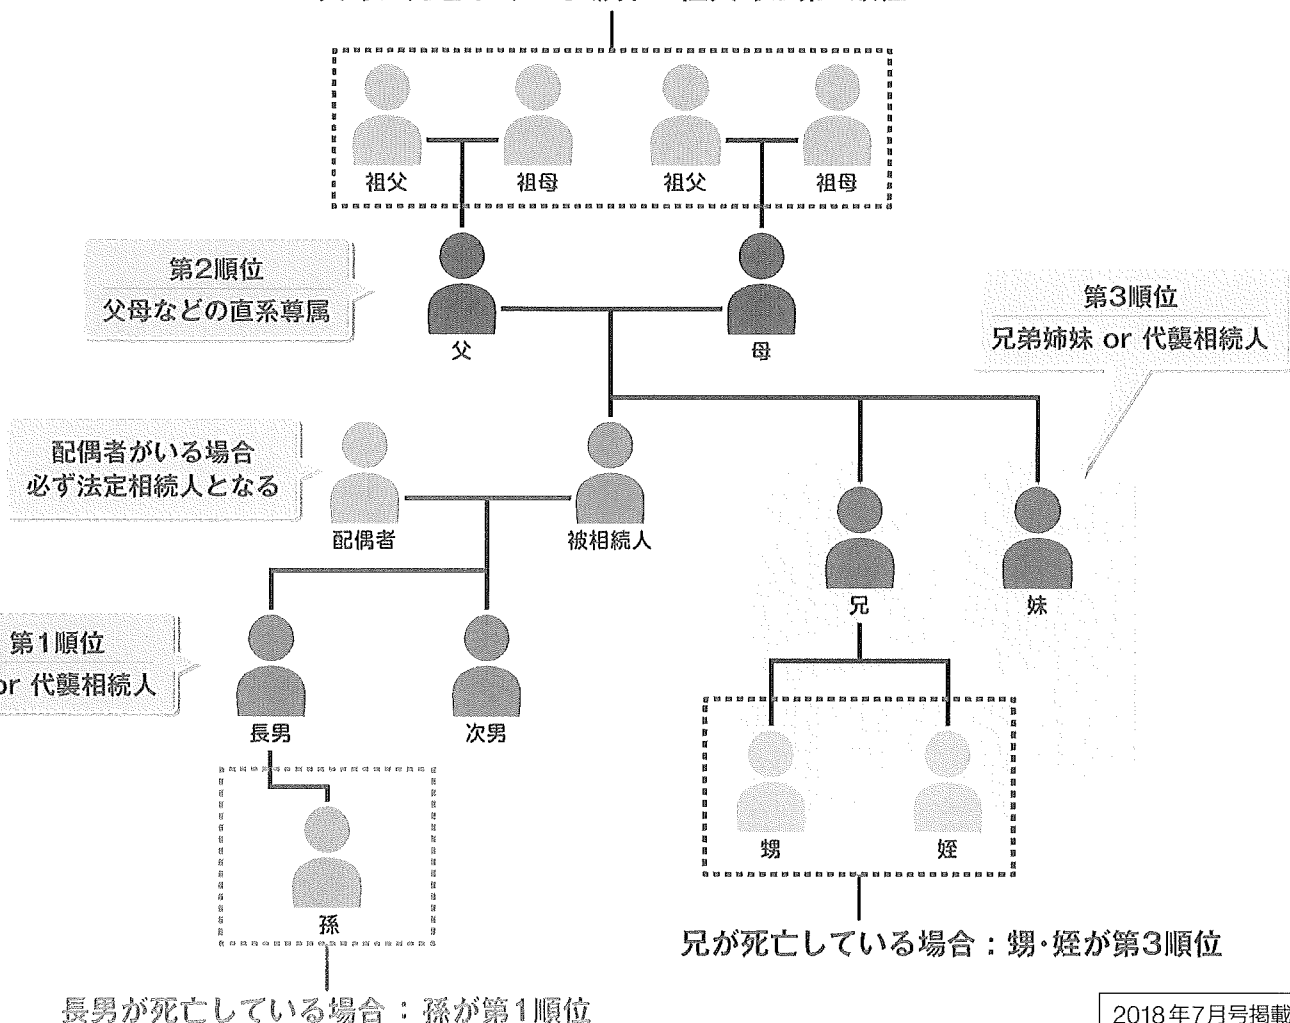 祖父
祖母
祖父
祖母
第2順位
父母などの直系尊属
父
母
第3順位
兄弟姉妹 or 代襲相続人
配偶者がいる場合
必ず法定相続人となる
配偶者
被相続人
兄
妹
第1順位
or 代襲相続人
長男
次男
甥
姪
孫
兄が死亡している場合：甥・姪が第3順位
長男が死亡している場合：孫が第1順位
2018年7月号掲載